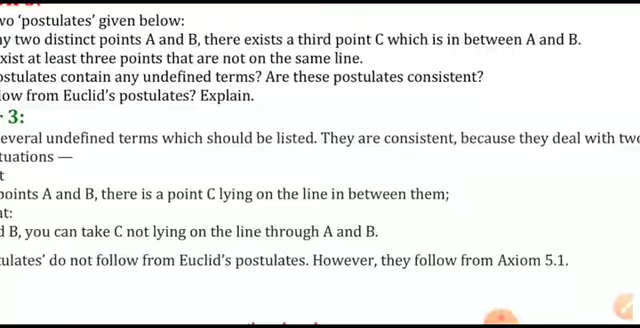 wo ‘postulates’ given below:
y two distinct points A and B, there exists a third point C which is in between A and B.
xist at least three points that are not on the same line.
ostulates contain any undefined terms? Are these postulates consistent?
low from Euclid’s postulates? Explain.
3:
everal undefined terms which should be listed. They are consistent, because they deal with two
tuations —
t
points A and B, there is a point C lying on the line in between them;
at:
d B, you can take C not lying on the line through A and B.
tulates’ do not follow from Euclid’s postulates. However, they follow from Axiom 5.1.